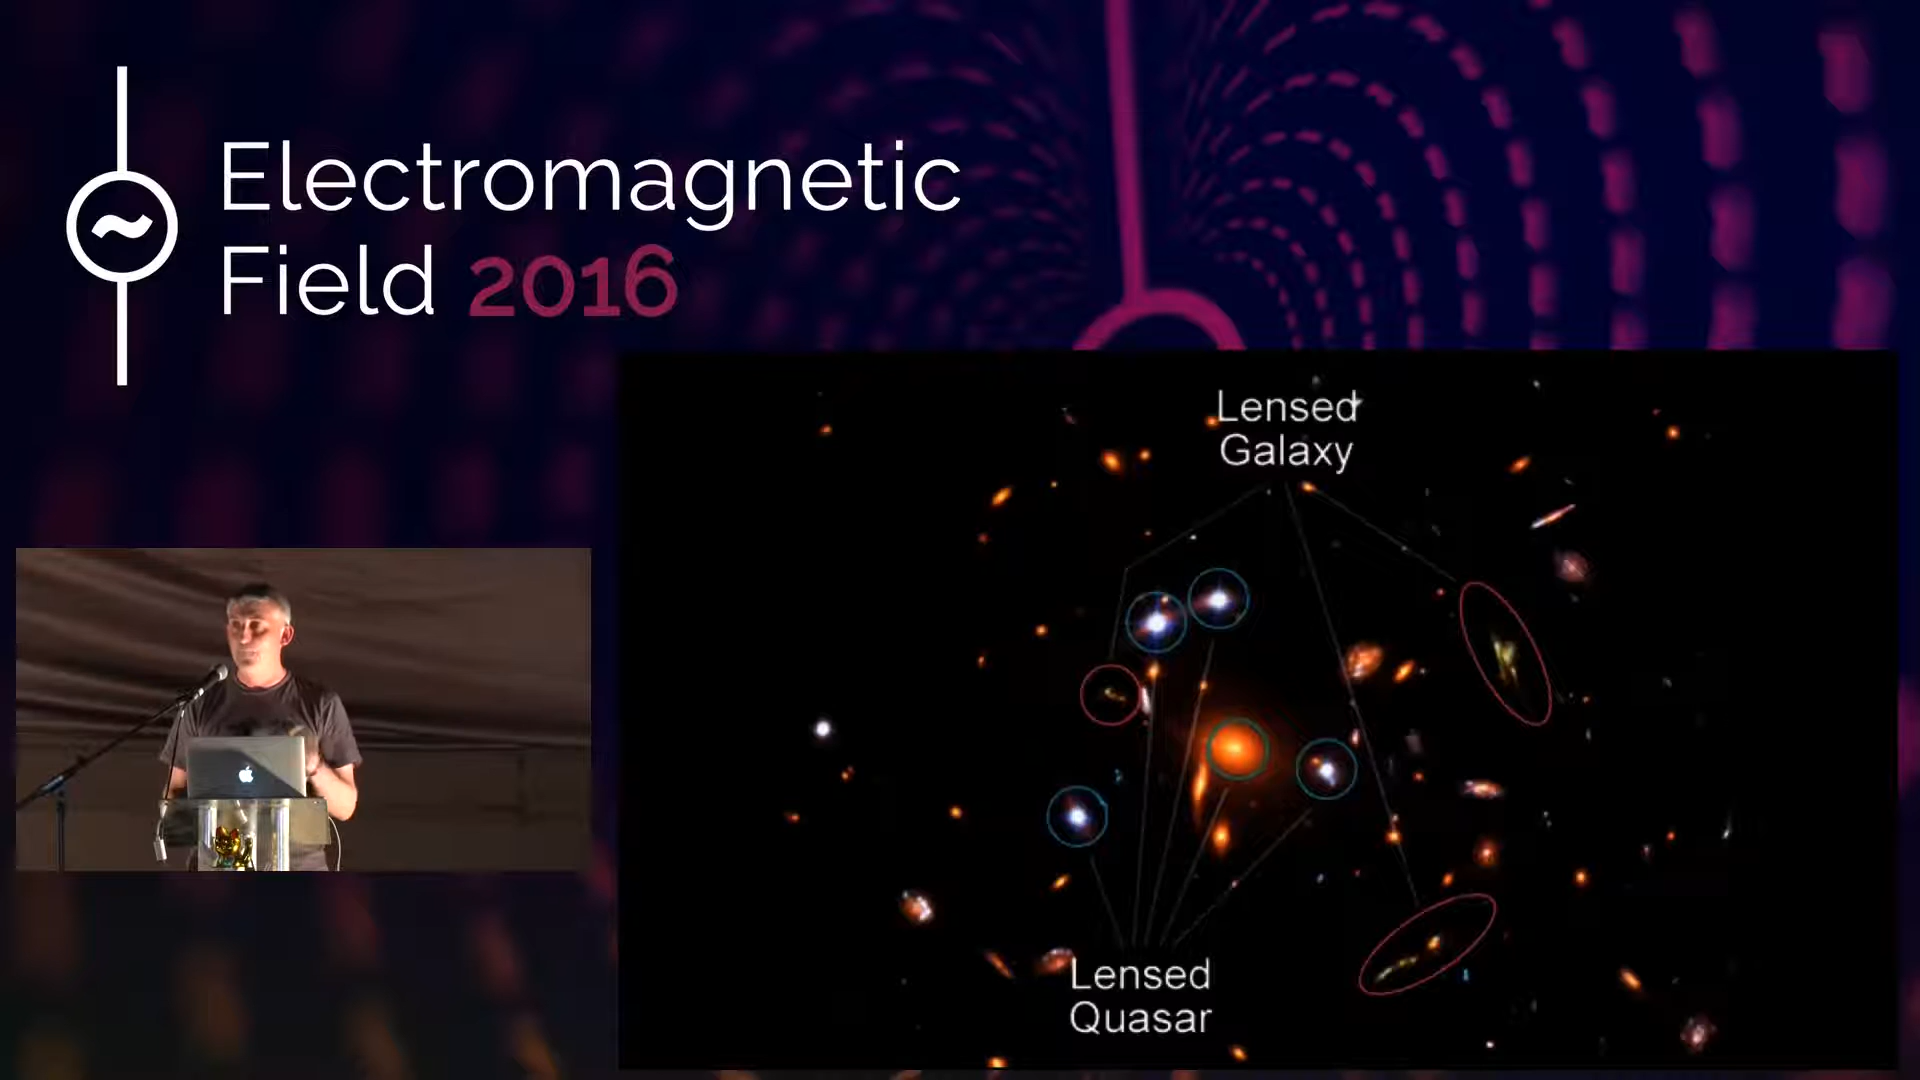 Electromagnetic
Field 2016
Lensed
Galaxy
Lensed
Quasar